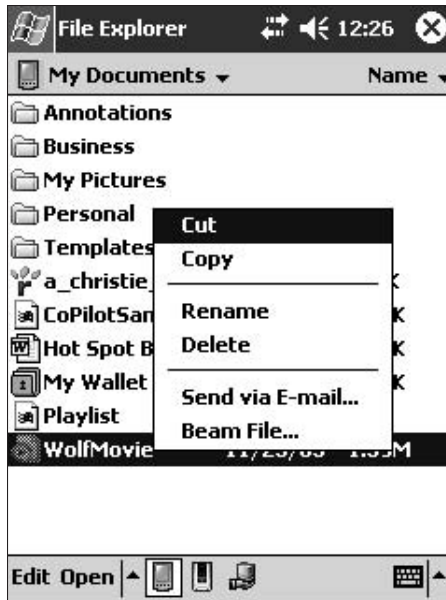 File Explorer 12:26
My Documents Name
Annotations
Business
My Pictures
Personal
Templates
a_christie_ K
CoPilotSan K
Hot Spot B K
My Wallet K
Playlist
WolfMovie M
Cut
Copy
Rename
Delete
Send via E-mail...
Beam File...
Edit Open